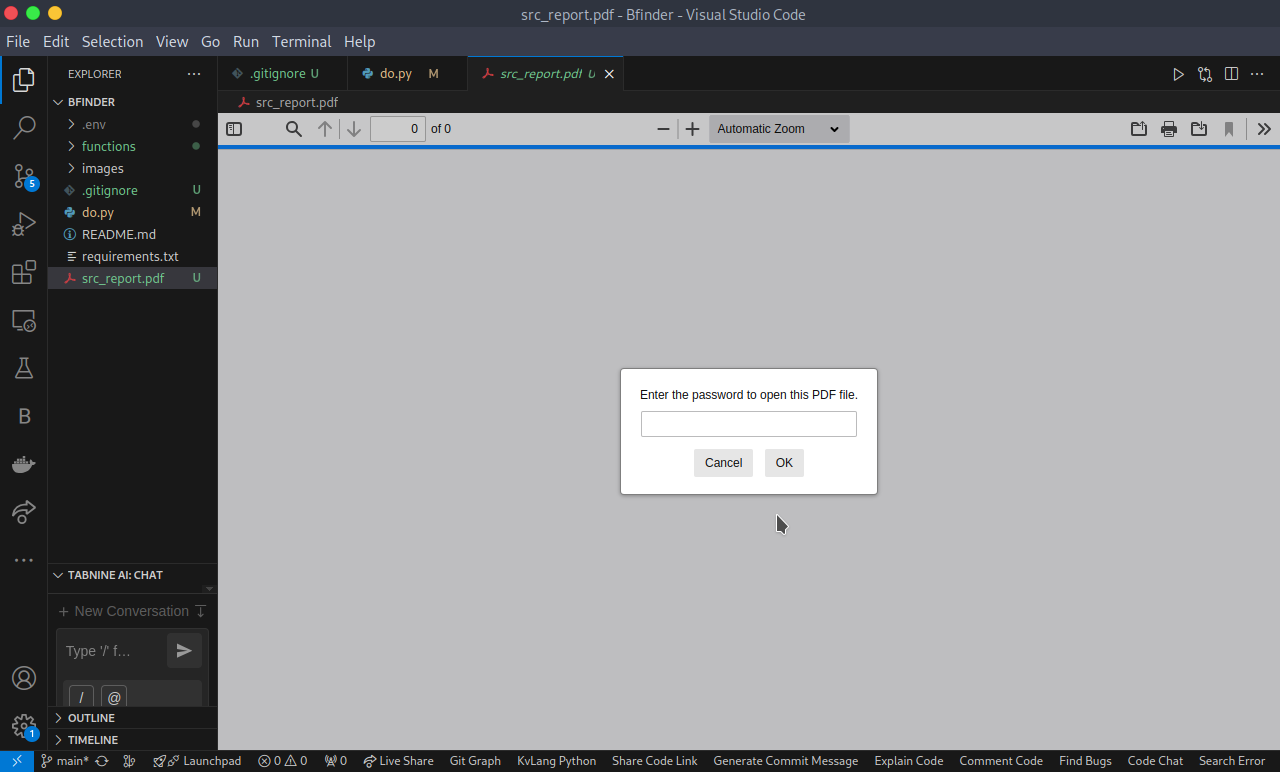 src_report.pdf - Bfinder - Visual Studio Code
File Edit Selection View Go Run Terminal Help
EXPLORER
BFINDER
.env
functions
images
.gitignore U
do.py M
README.md
requirements.txt
src_report.pdf U
TABNINE AI: CHAT
+ New Conversation
Type '/' f...
/ @
OUTLINE
TIMELINE
5
B
1
.gitignore U do.py M src_report.pdf U
src_report.pdf
0 of 0 Automatic Zoom
Enter the password to open this PDF file.
Cancel OK
main* Launchpad 0 0 0 Live Share Git Graph KvLang Python Share Code Link Generate Commit Message Explain Code Comment Code Find Bugs Code Chat Search Error